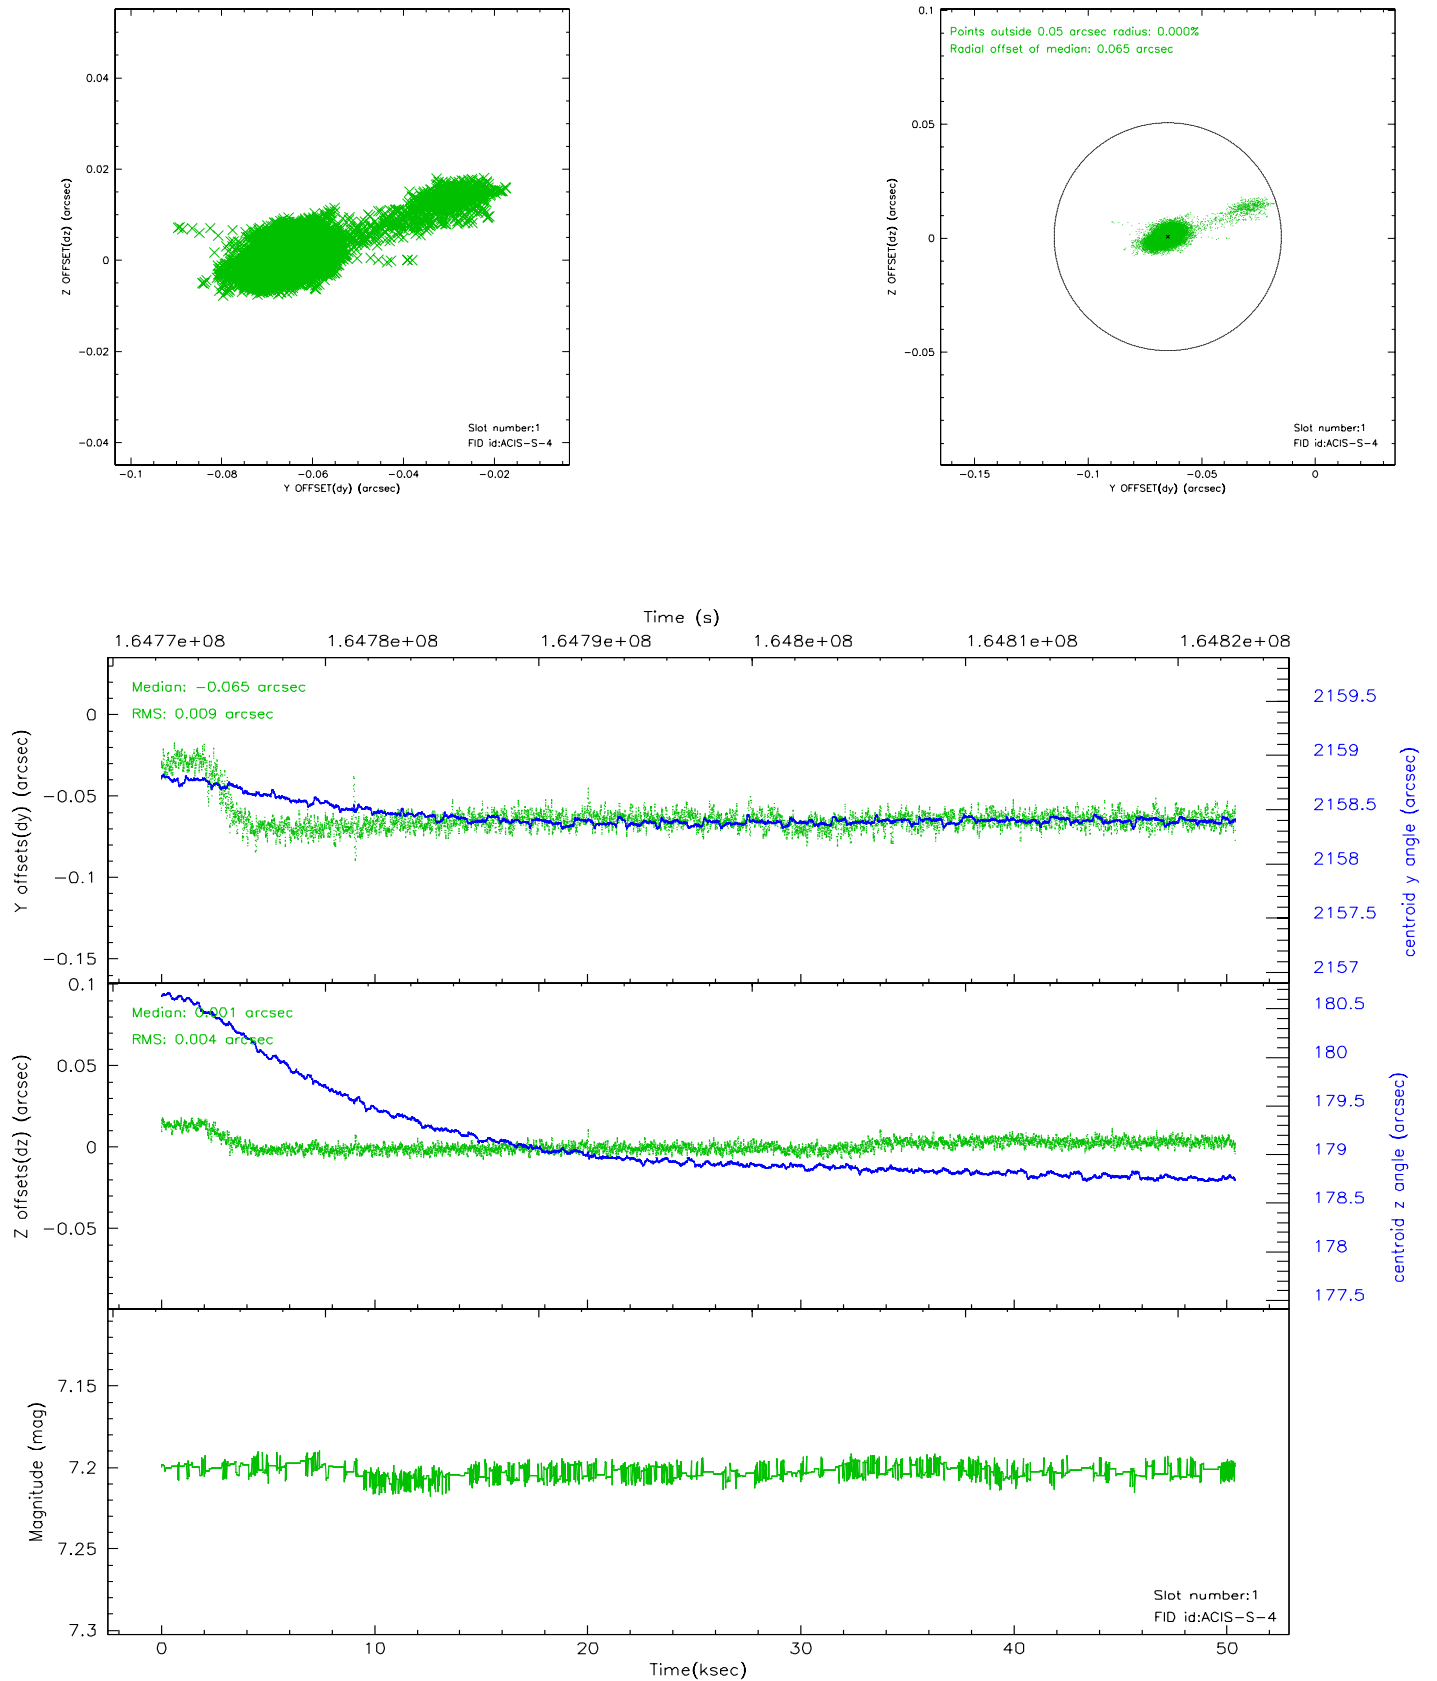 0.04
0.02
0
−0.02
−0.04
Z OFFSET(dz) (arcsec)
Slot number:1
FID id:ACIS−S−4
−0.1
−0.08
−0.06
−0.04
−0.02
Y OFFSET(dy) (arcsec)
0.1
0.05
0
−0.05
Z OFFSET(dz) (arcsec)
Points outside 0.05 arcsec radius: 0.000%
Radial offset of median: 0.065 arcsec
Slot number:1
FID id:ACIS−S−4
−0.15
−0.1
−0.05
0
Y OFFSET(dy) (arcsec)
Time (s)
1.6477e+08
1.6478e+08
1.6479e+08
1.648e+08
1.6481e+08
1.6482e+08
Median: −0.065 arcsec
RMS: 0.009 arcsec
0
−0.05
−0.1
−0.15
Y offsets(dy) (arcsec)
2159.5
2159
2158.5
2158
2157.5
2157
centroid y angle (arcsec)
Median: 0.001 arcsec
RMS: 0.004 arcsec
0.1
0.05
0
−0.05
Z offsets(dz) (arcsec)
180.5
180
179.5
179
178.5
178
177.5
centroid z angle (arcsec)
7.15
7.2
7.25
7.3
Magnitude (mag)
Slot number:1
FID id:ACIS−S−4
0
10
20
30
40
50
Time(ksec)